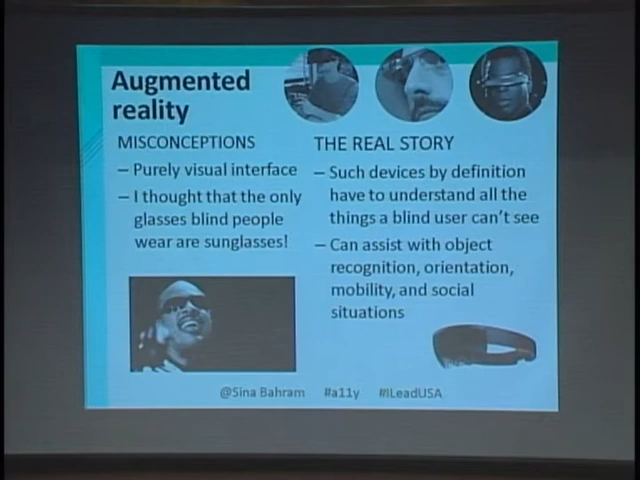 Augmented
reality
MISCONCEPTIONS
– Purely visual interface
– I thought that the only
glasses blind people
wear are sunglasses!
THE REAL STORY
– Such devices by definition
have to understand all the
things a blind user can't see
– Can assist with object
recognition, orientation,
mobility, and social
situations
@Sina Bahram #a11y #ILeadUSA